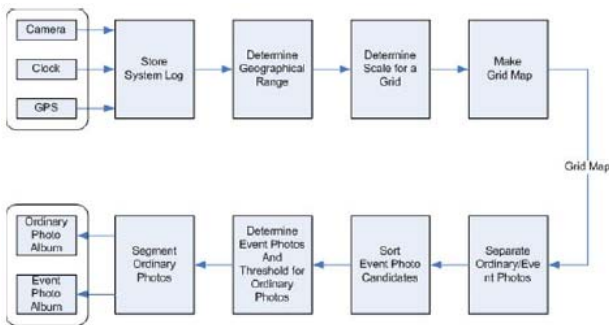 Camera
Clock
GPS
Store
System Log
Determine
Geographical
Range
Determine
Scale for a
Grid
Make
Grid Map
Grid Map
Ordinary
Photo
Album
Event
Photo
Album
Segment
Ordinary
Photos
Determine
Event Photos
And
Threshold for
Ordinary
Photos
Sort
Event Photo
Candidates
Separate
Ordinary/Eve
nt Photos